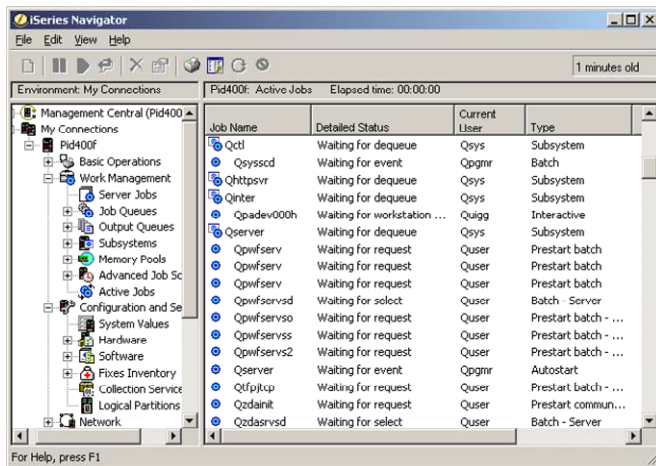 iSeries Navigator
File Edit View Help
1 minutes old
Environment: My Connections
Pid400f: Active Jobs Elapsed time: 00:00:00
Management Central (Pid400
My Connections
Pid400f
Basic Operations
Work Management
Server Jobs
Job Queues
Output Queues
Subsystems
Memory Pools
Advanced Job Sc
Active Jobs
Configuration and Se
System Values
Hardware
Software
Fixes Inventory
Collection Service
Logical Partitions
Network
Job Name Detailed Status Current User Type
Qctl Waiting for dequeue Qsys Subsystem
Qsysscd Waiting for event Qpgmr Batch
Qhttpsvr Waiting for dequeue Qsys Subsystem
Qinter Waiting for dequeue Qsys Subsystem
Qpadev000h Waiting for workstation ... Quigg Interactive
Qserver Waiting for dequeue Qsys Subsystem
Qpwfserv Waiting for request Quser Prestart batch
Qpwfserv Waiting for request Quser Prestart batch
Qpwfserv Waiting for request Quser Prestart batch
Qpwfservsd Waiting for select Quser Batch - Server
Qpwfservso Waiting for request Quser Prestart batch - ...
Qpwfservss Waiting for request Quser Prestart batch - ...
Qpwfservs2 Waiting for request Quser Prestart batch - ...
Qserver Waiting for event Qpgmr Autostart
Qtfpjtcp Waiting for request Quser Prestart batch - ...
Qzdainit Waiting for request Quser Prestart commun...
Qzdasrvsd Waiting for select Quser Batch - Server
For Help, press F1